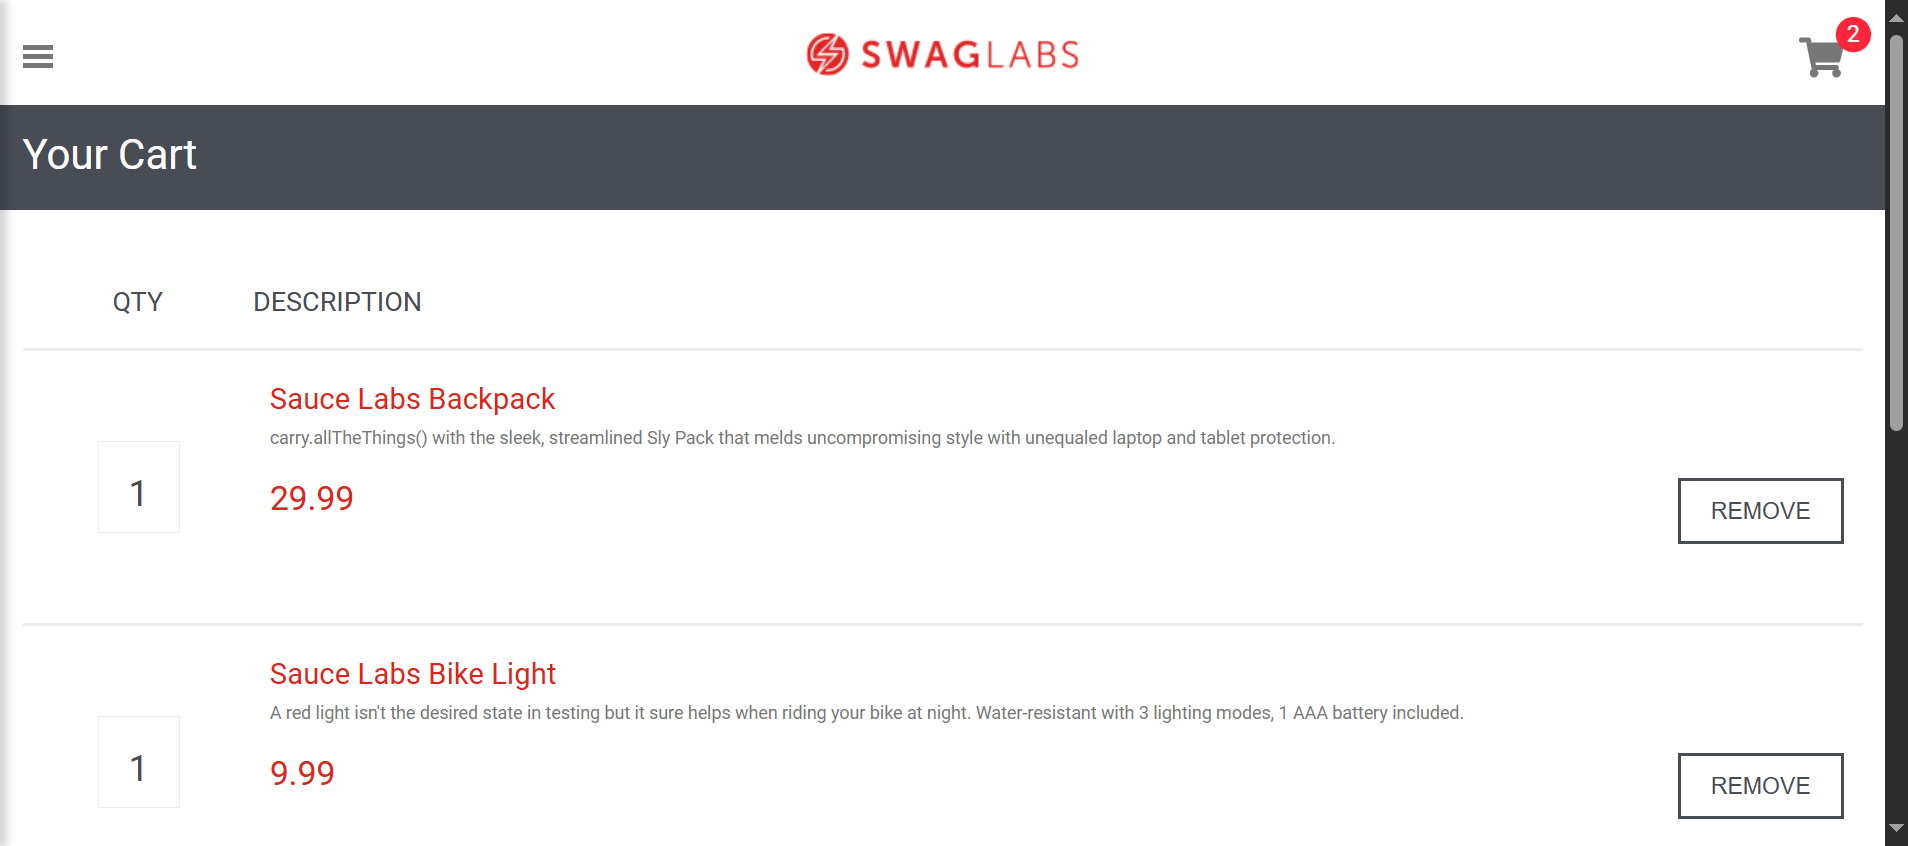 SWAGLABS
2
Your Cart
QTY DESCRIPTION
Sauce Labs Backpack
carry.allTheThings() with the sleek, streamlined Sly Pack that melds uncompromising style with unequaled laptop and tablet protection.
1
29.99
REMOVE
Sauce Labs Bike Light
A red light isn't the desired state in testing but it sure helps when riding your bike at night. Water-resistant with 3 lighting modes, 1 AAA battery included.
1
9.99
REMOVE